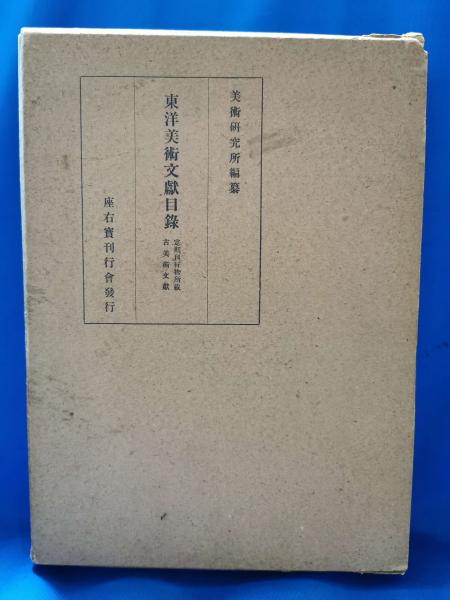 美術研究所編纂
東洋美術文獻目錄
定期刊行物所載
古美術文獻
座右寶刊行會發行